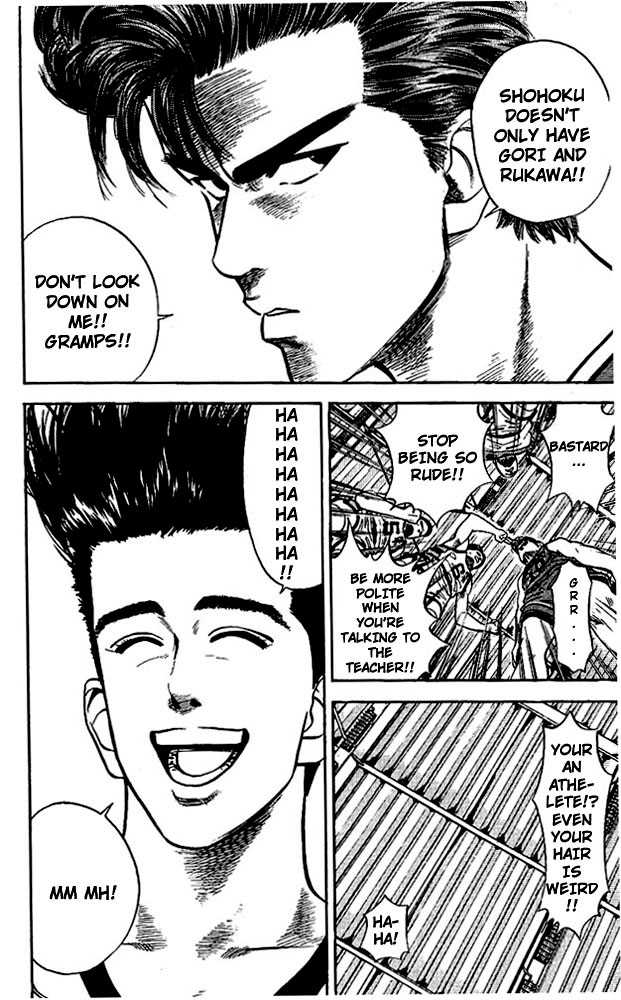 SHOHOKU
DOESN'T
ONLY HAVE
GORI AND
RUKAWA!!
DON'T LOOK
DOWN ON
ME!!
GRAMPS!!
HA
HA
HA
HA
HA
HA
HA
HA
!!
MM MH!
BASTARD
...
STOP
BEING SO
RUDE!!
BE MORE
POLITE
WHEN
YOU'RE
TALKING TO
THE
TEACHER!!
GRR....
YOUR
AN
ATHE-
LETE!?
EVEN
YOUR
HAIR
IS
WEIRD
!!
HA-
HA!